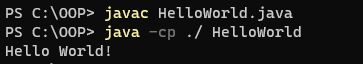 PS C:\OOP> javac HelloWorld.java
PS C:\OOP> java -cp ./ HelloWorld
Hello World!